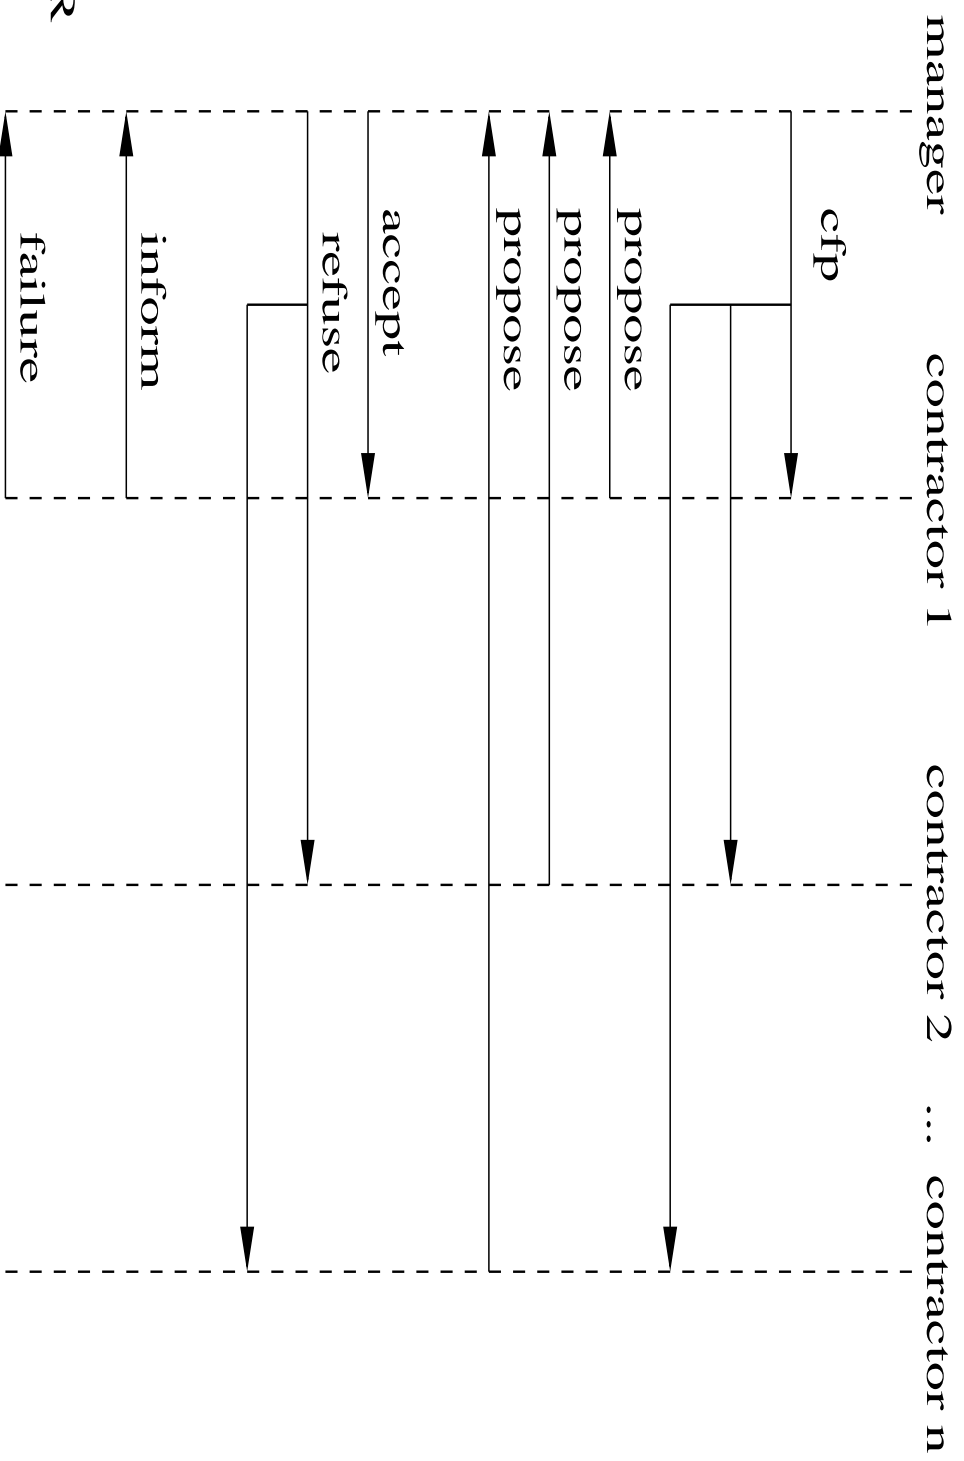 manager contractor 1 contractor 2 ... contractor n
cfp
propose
propose
propose
accept
refuse
R
inform
failure